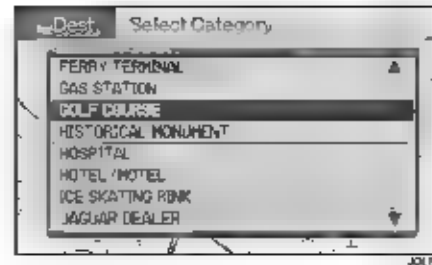 Dest. Select Category
FERRY TERMINAL
GAS STATION
GOLF COURSE
HISTORICAL MONUMENT
HOSPITAL
HOTEL/MOTEL
ICE SKATING RINK
JAGUAR DEALER